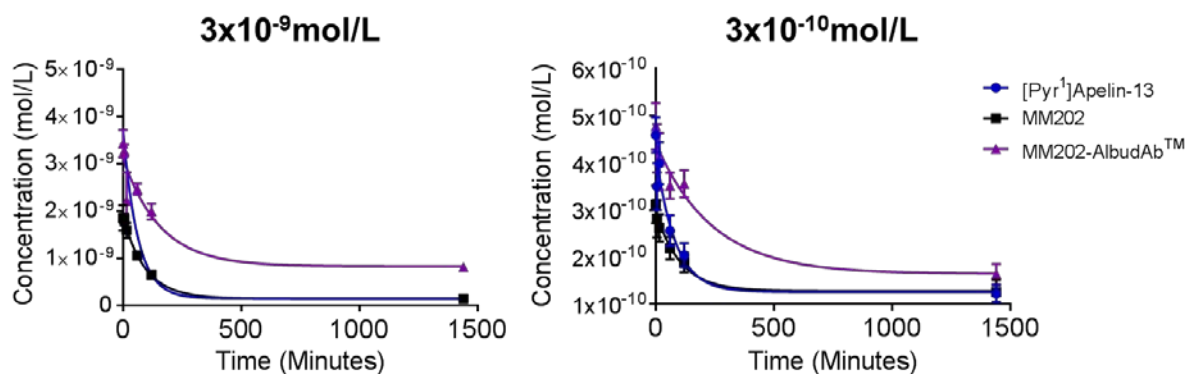 3x10⁻⁹mol/L
Concentration (mol/L)
5×10⁻⁹
4×10⁻⁹
3×10⁻⁹
2×10⁻⁹
1×10⁻⁹
0
0 500 1000 1500
Time (Minutes)
3x10⁻¹⁰mol/L
Concentration (mol/L)
6x10⁻¹⁰
5x10⁻¹⁰
4x10⁻¹⁰
3x10⁻¹⁰
2x10⁻¹⁰
1x10⁻¹⁰
0 500 1000 1500
Time (Minutes)
[Pyr¹]Apelin-13
MM202
MM202-AlbudAb™